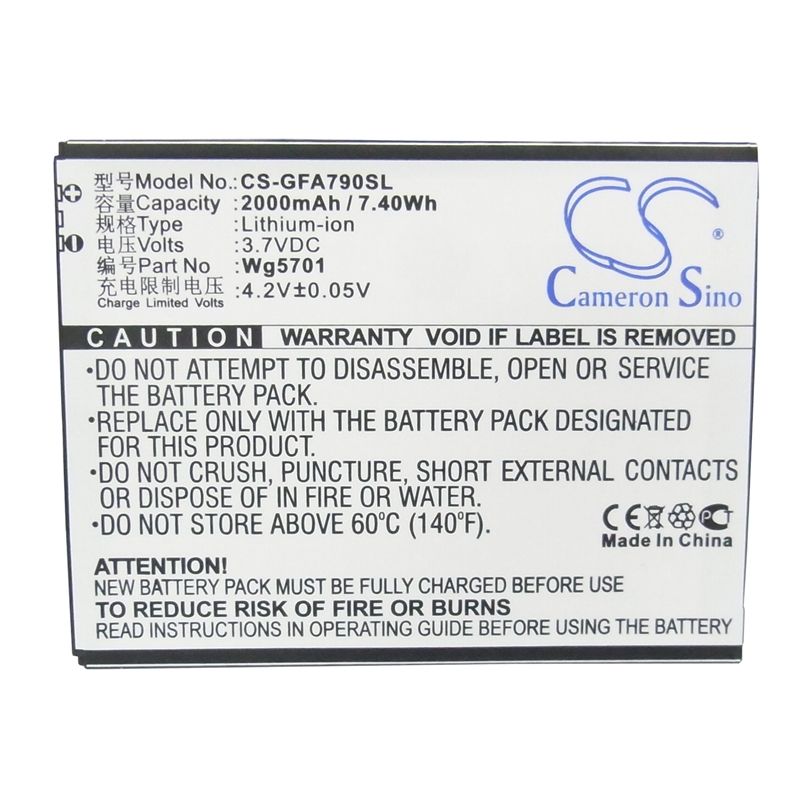 型号Model No.: CS-GFA790SL
容量Capacity: 2000mAh / 7.40Wh
规格Type: Lithium-ion
电压Volts: 3.7VDC
编号Part No: Wg5701
充电限制电压: 4.2V±0.05V
Charge Limited Volts
CS
Cameron Sino
CAUTION: WARRANTY VOID IF LABEL IS REMOVED
•DO NOT ATTEMPT TO DISASSEMBLE, OPEN OR SERVICE
THE BATTERY PACK.
•REPLACE ONLY WITH THE BATTERY PACK DESIGNATED
FOR THIS PRODUCT.
•DO NOT CRUSH, PUNCTURE, SHORT EXTERNAL CONTACTS
OR DISPOSE OF IN FIRE OR WATER.
•DO NOT STORE ABOVE 60℃ (140℉).
CE PCT
Made In China
ATTENTION:
NEW BATTERY PACK MUST BE FULLY CHARGED BEFORE USE
TO REDUCE RISK OF FIRE OR BURNS
READ INSTRUCTIONS, OPERATING GUIDE BEFORE USING THE BATTERY